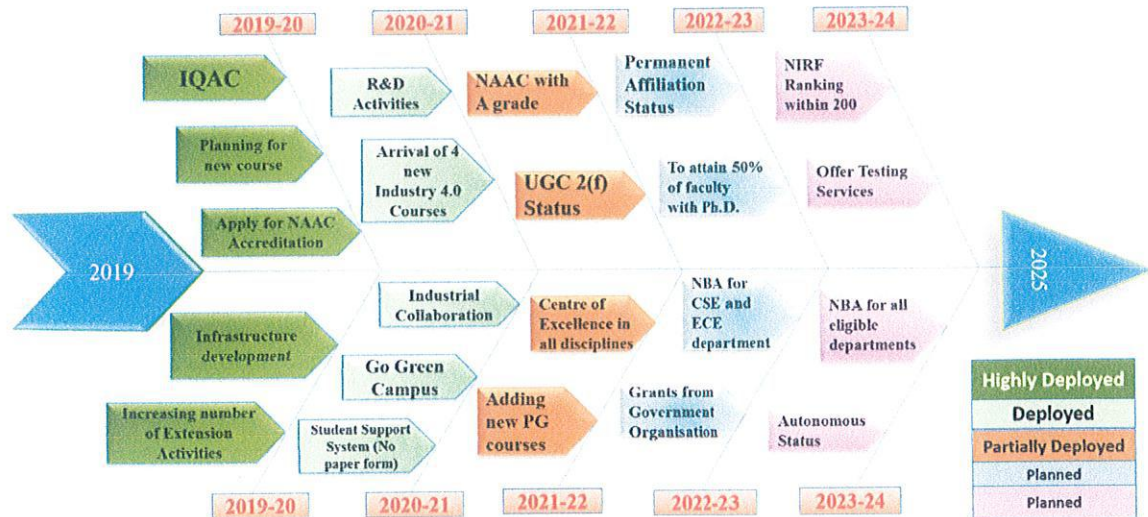 2019-20
2020-21
2021-22
2022-23
2023-24
IQAC
R&D
Activities
NAAC with
A grade
Permanent
Affiliation
Status
NIRF
Ranking
within 200
Planning for
new course
Arrival of 4
new
Industry 4.0
Courses
UGC 2(f)
Status
To attain 50%
of faculty
with Ph.D.
Offer Testing
Services
Apply for NAAC
Accreditation
2019
2025
Infrastructure
development
Industrial
Collaboration
Centre of
Excellence in
all disciplines
NBA for
CSE and
ECE
department
NBA for all
eligible
departments
Go Green
Campus
Increasing number
of Extension
Activities
Student Support
System (No
paper form)
Adding
new PG
courses
Grants from
Government
Organisation
Autonomous
Status
Highly Deployed
Deployed
Partially Deployed
Planned
Planned
2019-20
2020-21
2021-22
2022-23
2023-24